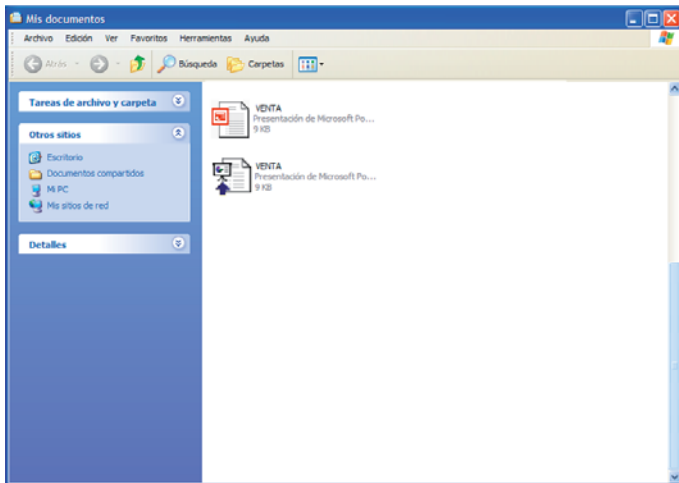 Mis documentos
Archivo Edición Ver Favoritos Herramientas Ayuda
Atrás Búsqueda Carpetas
Tareas de archivo y carpeta
Otros sitios
Escritorio
Documentos compartidos
Mi PC
Mis sitios de red
Detalles
VENTA
Presentación de Microsoft Po...
9 KB
VENTA
Presentación de Microsoft Po...
9 KB